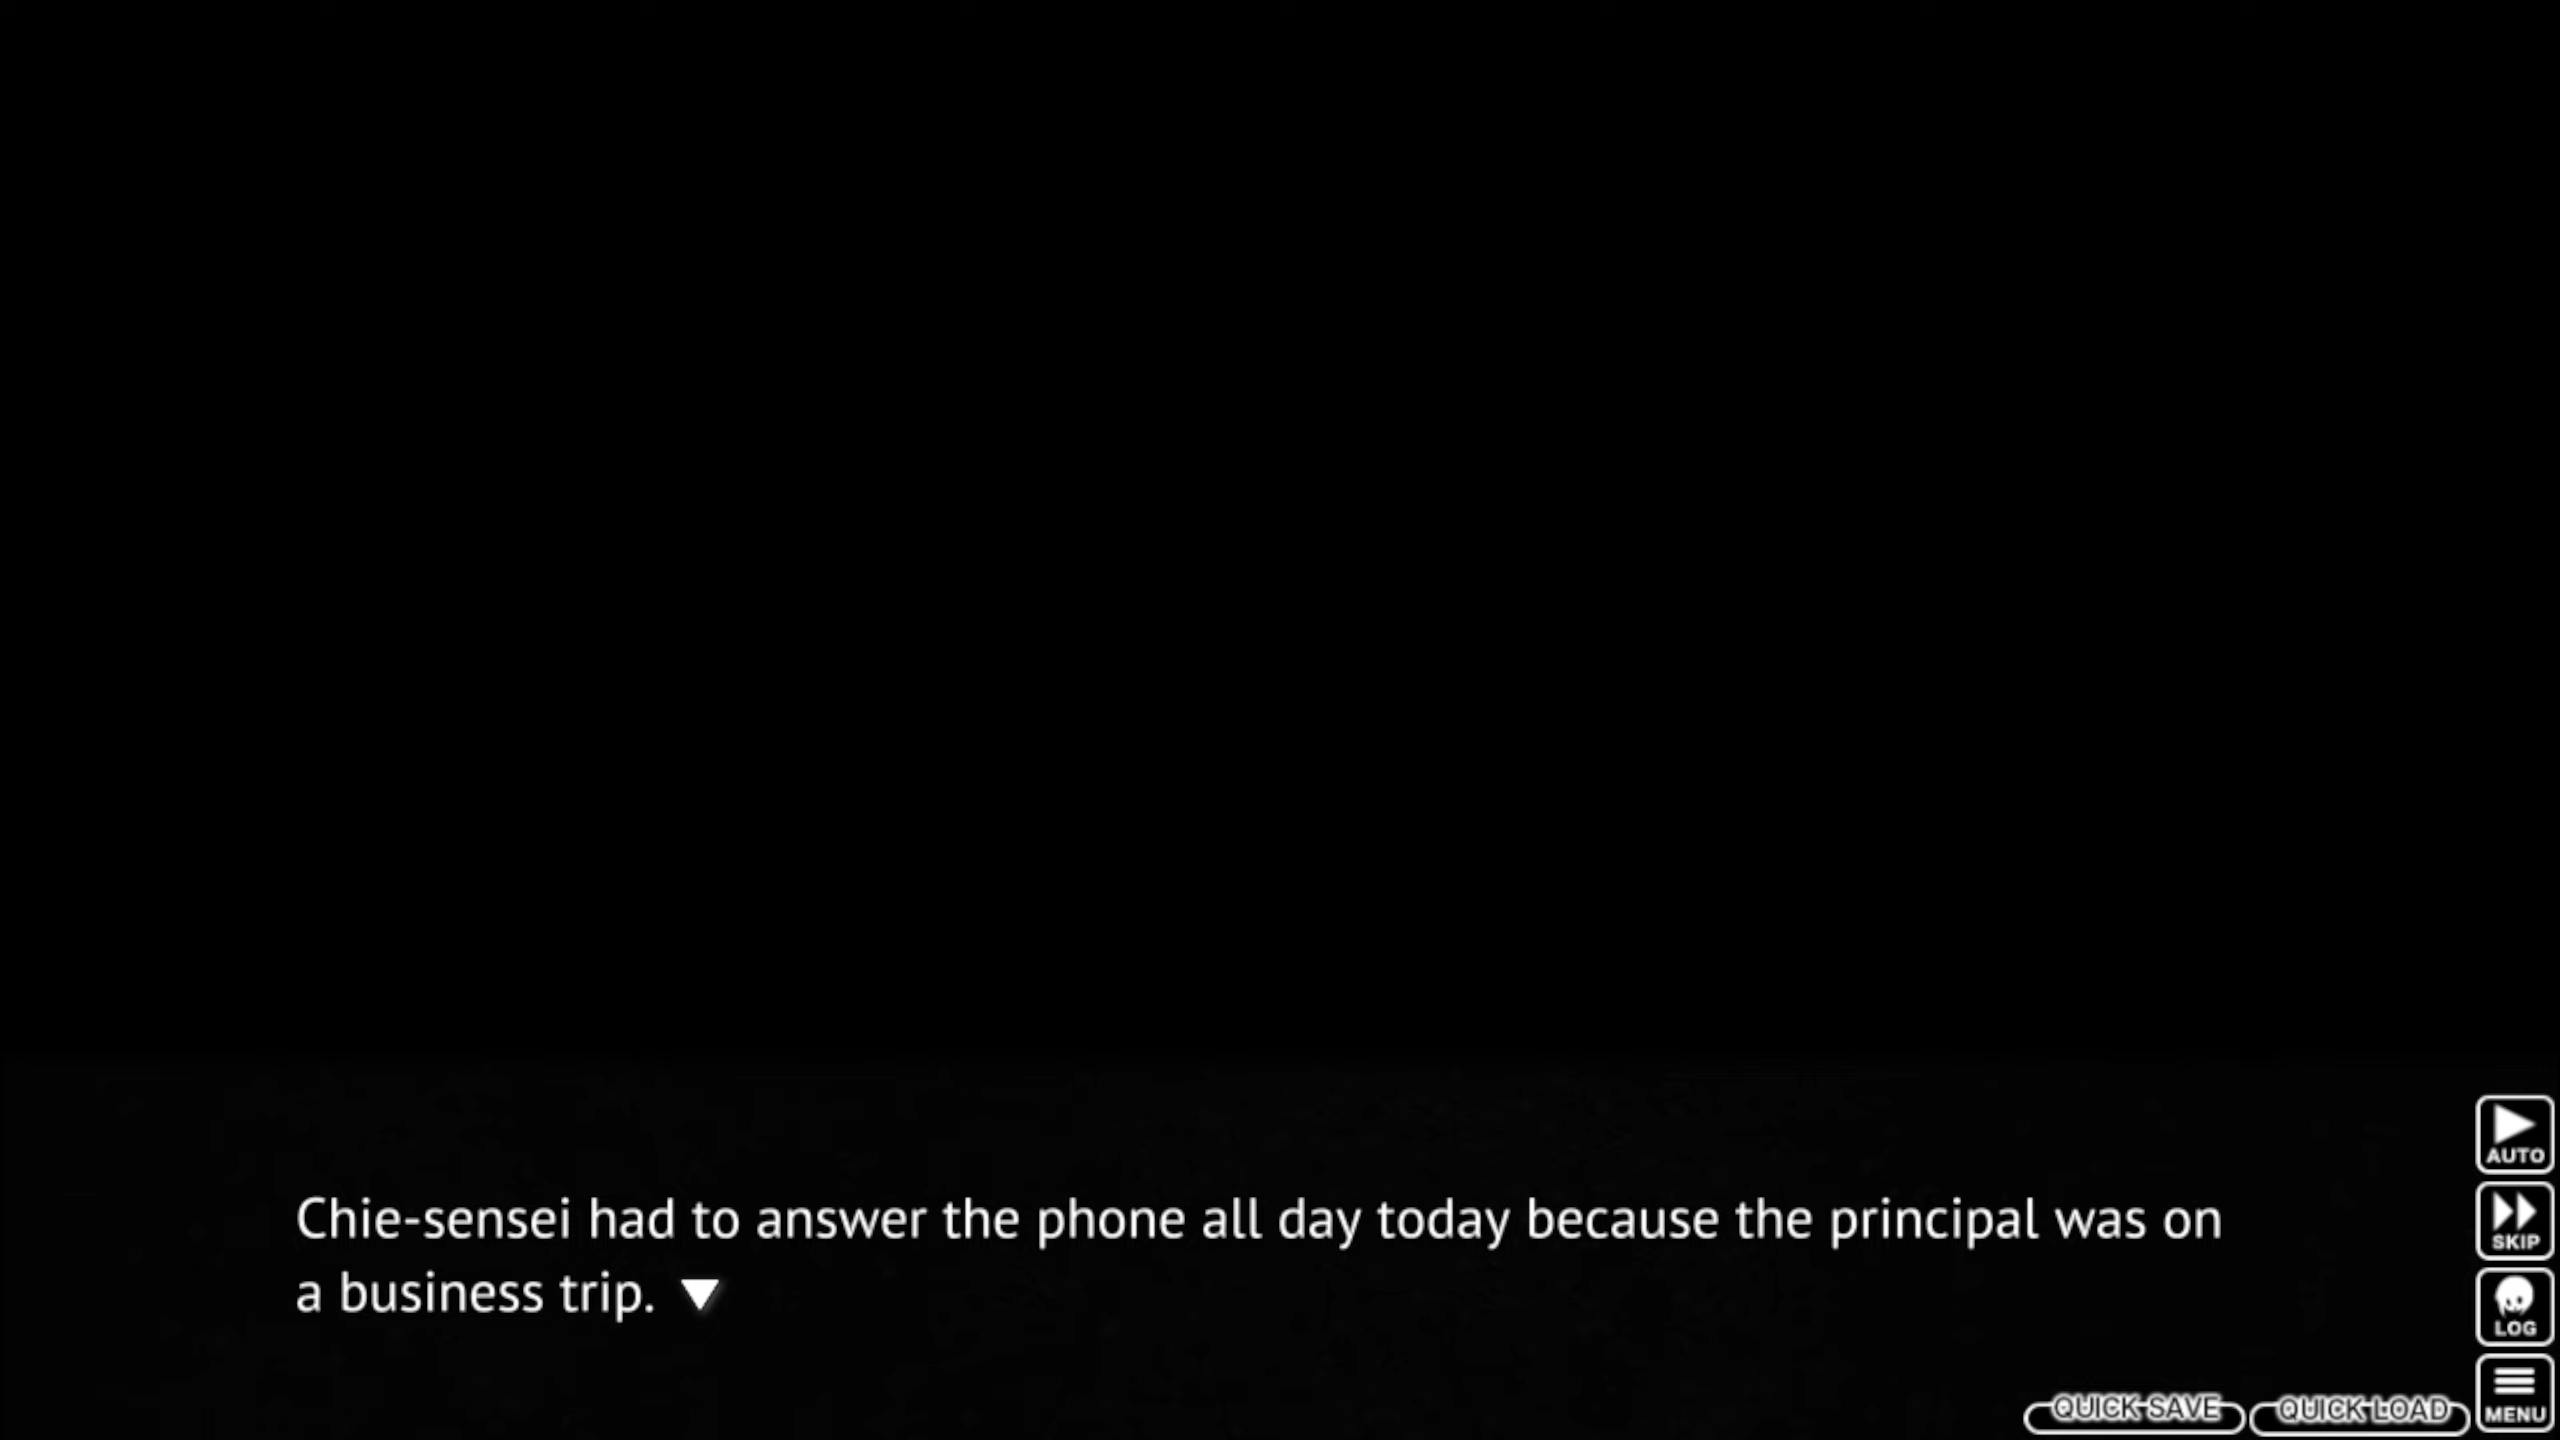 Chie-sensei had to answer the phone all day today because the principal was on
a business trip.
AUTO
SKIP
LOG
MENU
QUICK SAVE
QUICK LOAD